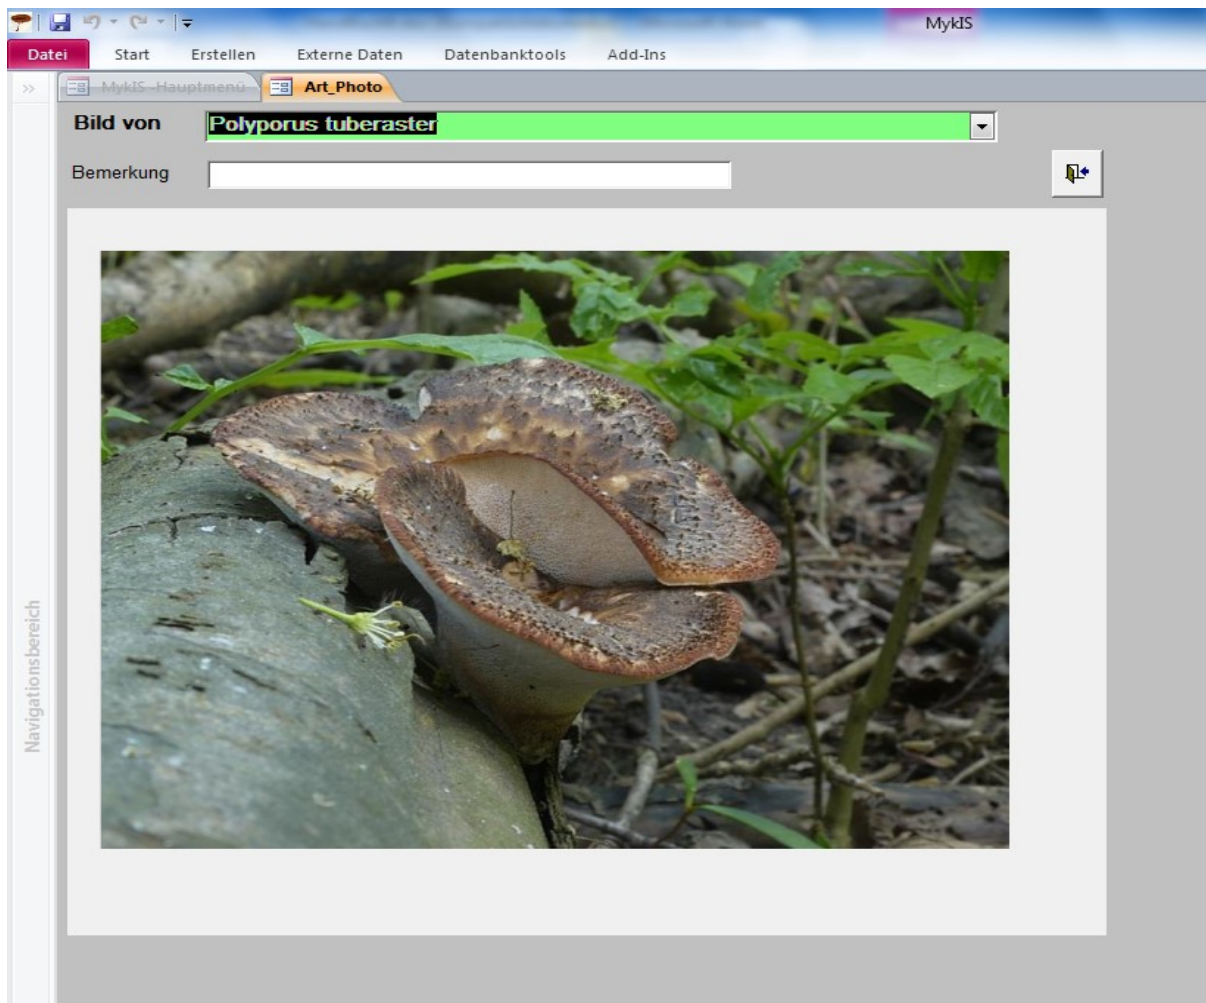 MykIS
Datei Start Erstellen Externe Daten Datenbanktools Add-Ins
MykIS -Hauptmenü Art_Photo
Bild von Polyporus tuberaster
Bemerkung
Navigationsbereich